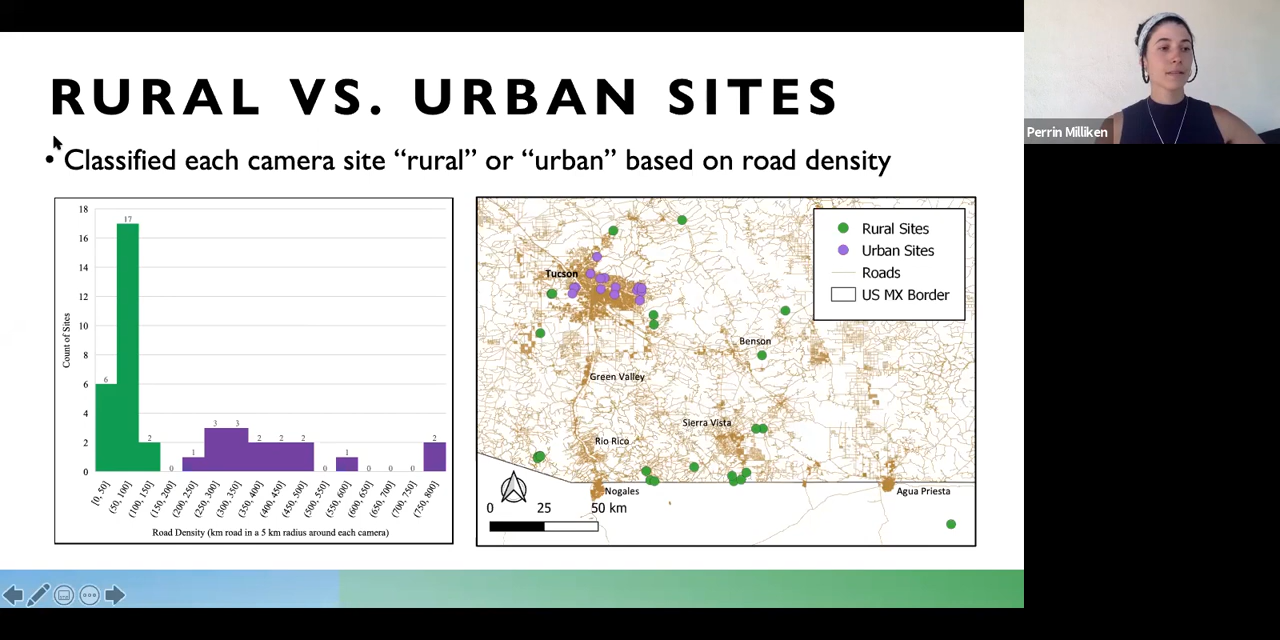 RURAL VS. URBAN SITES
• Classified each camera site “rural” or “urban” based on road density
Count of Sites
18
16
14
12
10
8
6
4
2
0
6
17
2
0
1
3
3
2
2
2
0
1
0
0
0
2
[0, 50]
(50, 100]
(100, 150]
(150, 200]
(200, 250]
(250, 300]
(300, 350]
(350, 400]
(400, 450]
(450, 500]
(500, 550]
(550, 600]
(600, 650]
(650, 700]
(700, 750]
(750, 800]
Road Density (km road in a 5 km radius around each camera)
Rural Sites
Urban Sites
Roads
US MX Border
Tucson
Benson
Green Valley
Sierra Vista
Rio Rico
Nogales
Agua Priesta
0 25 50 km
Perrin Milliken